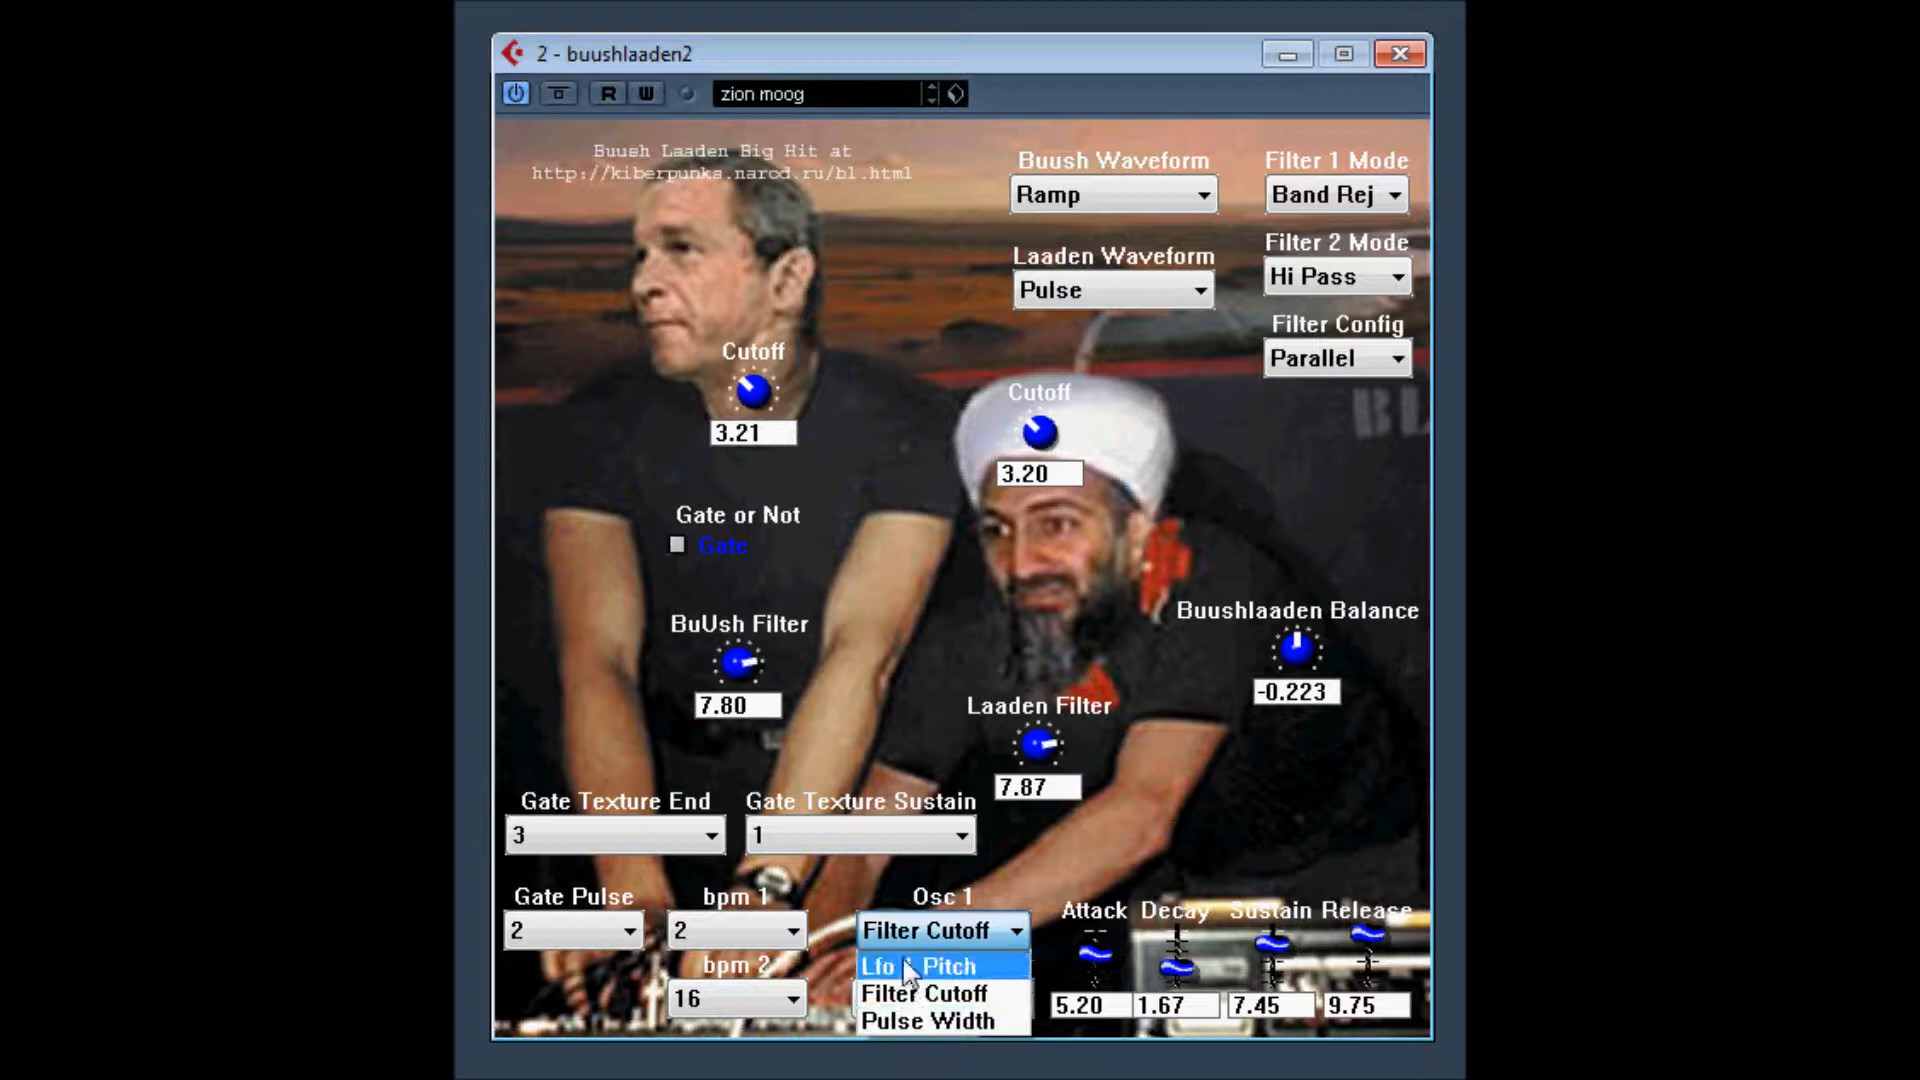 2 - buushlaaden2
R W
zion moog
Buush Laaden Big Hit at
http://kiberpunks.narod.ru/bl.html
Buush Waveform
Ramp
Filter 1 Mode
Band Rej
Laaden Waveform
Pulse
Filter 2 Mode
Hi Pass
Filter Config
Parallel
Cutoff
3.21
Cutoff
3.20
BL
Gate or Not
Gate
BuUsh Filter
7.80
Buushlaaden Balance
-0.223
Laaden Filter
7.87
Gate Texture End
3
Gate Texture Sustain
1
Gate Pulse
2
bpm 1
2
bpm 2
16
Osc 1
Filter Cutoff
Lfo Pitch
Filter Cutoff
Pulse Width
Attack Decay Sustain Release
5.20 1.67 7.45 9.75